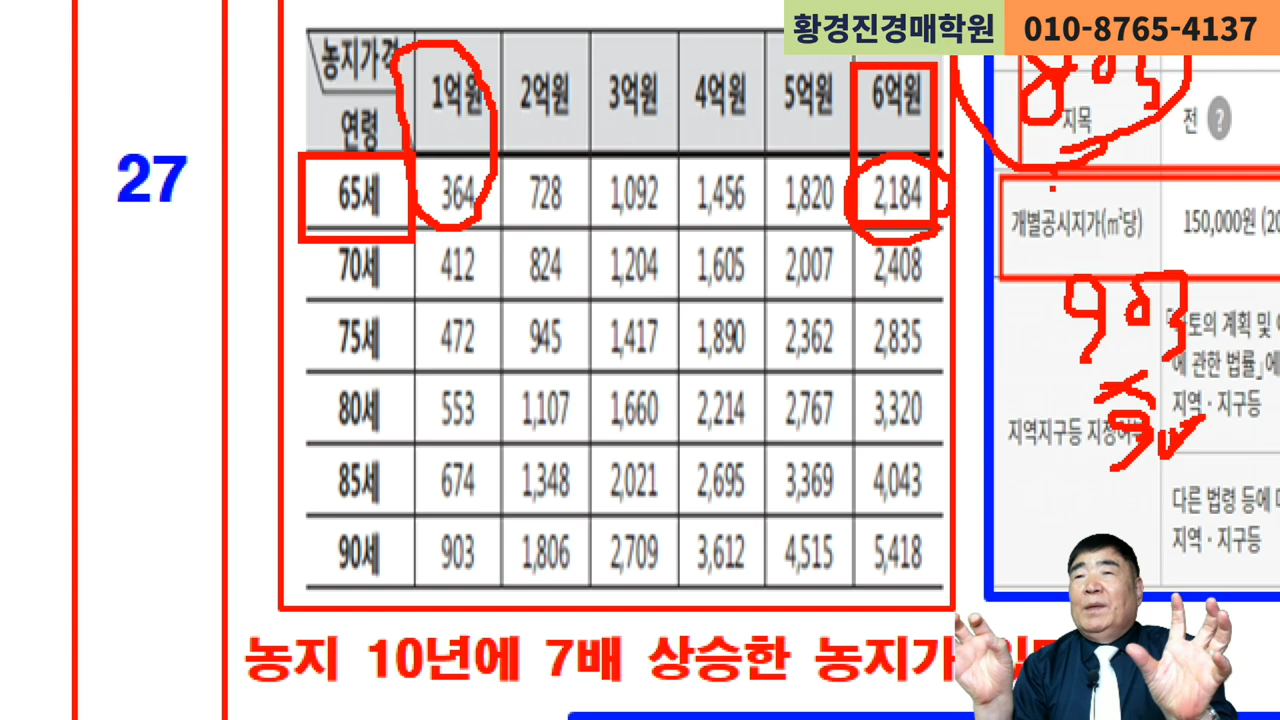 황경진경매학원 010-8765-4137
27
농지가격
연령
1억원 2억원 3억원 4억원 5억원 6억원
65세 364 728 1,092 1,456 1,820 2,184
70세 412 824 1,204 1,605 2,007 2,408
75세 472 945 1,417 1,890 2,362 2,835
80세 553 1,107 1,660 2,214 2,767 3,320
85세 674 1,348 2,021 2,695 3,369 4,043
90세 903 1,806 2,709 3,612 4,515 5,418
농지 10년에 7배 상승한 농지가
지목 전 ?
개별공시지가(㎡당) 150,000원 (20
토의 계획 및
에 관한 법률」에
지역 · 지구등
지역지구등
다른 법령 등에
지역 · 지구등